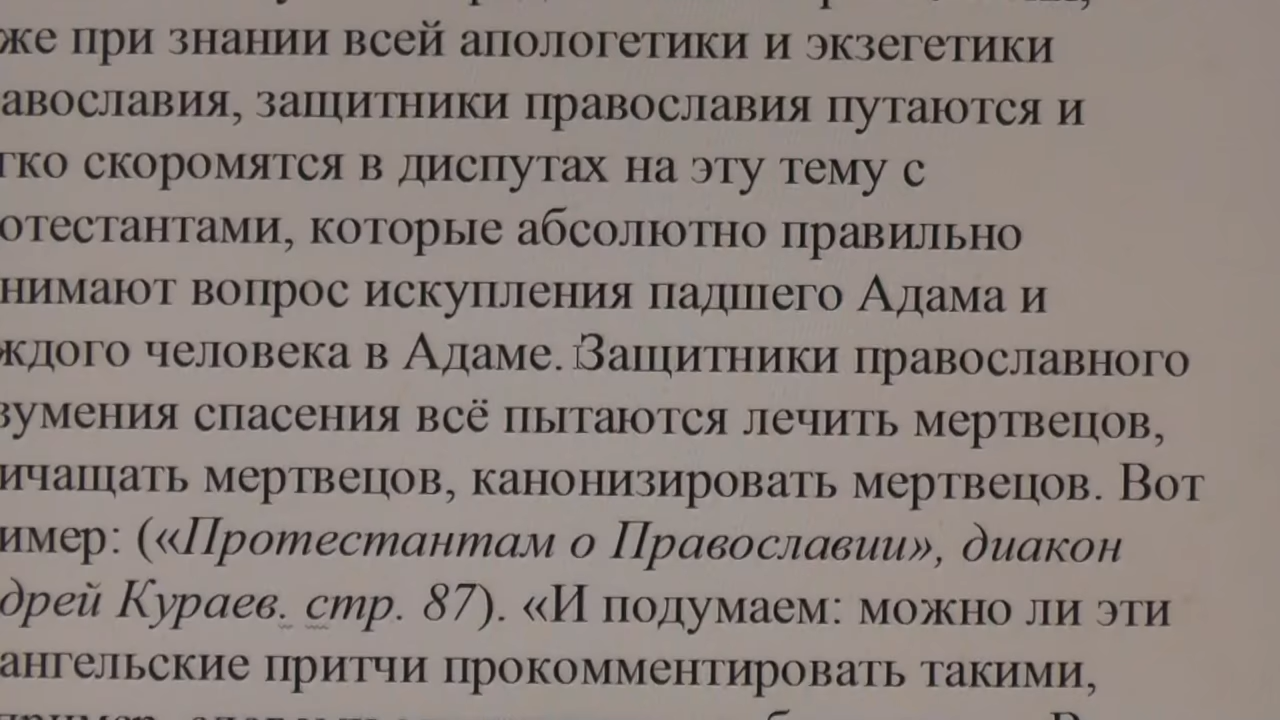 же при знании всей апологетики и экзегетики
авославия, защитники православия путаются и
гко скоромятся в диспутах на эту тему с
отестантами, которые абсолютно правильно
нимают вопрос искупления падшего Адама и
ждого человека в Адаме. Защитники православного
зумения спасения всё пытаются лечить мертвецов,
ичащать мертвецов, канонизировать мертвецов. Вот
имер: («Протестантам о Православии», диакон
дрей Кураев. стр. 87). «И подумаем: можно ли эти
ангельские притчи прокомментировать такими,